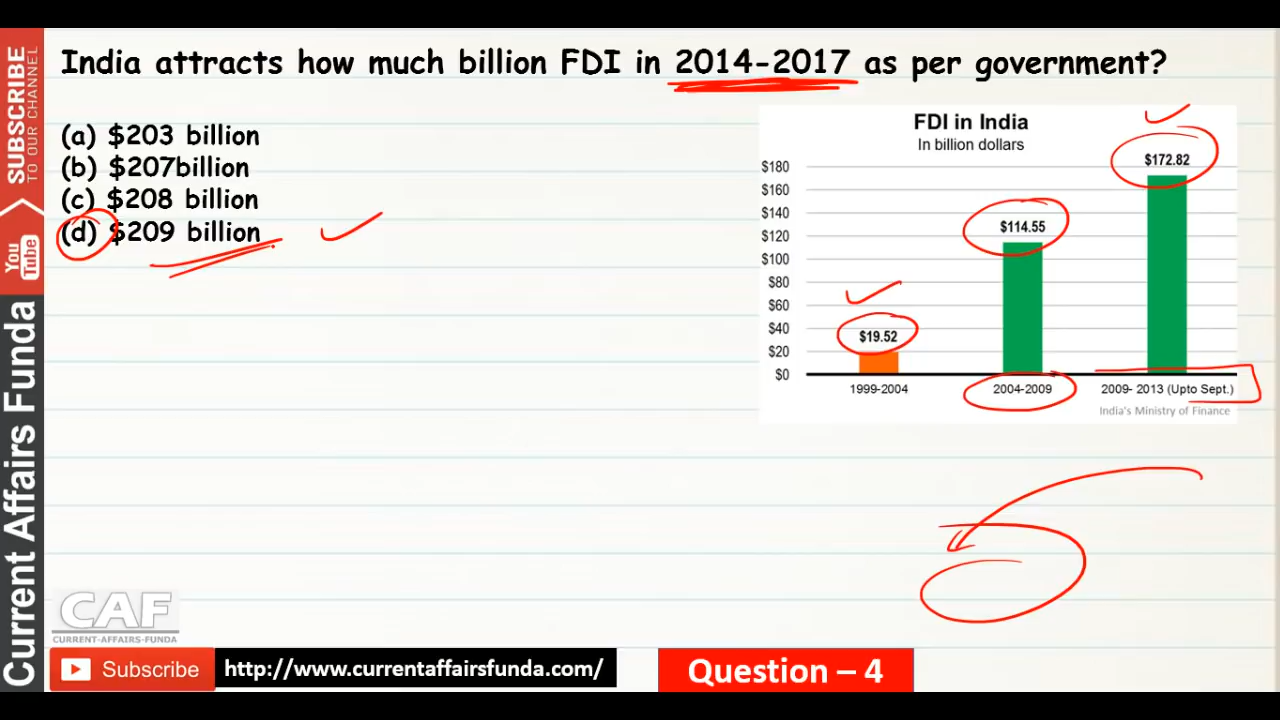 India attracts how much billion FDI in 2014-2017 as per government?
(a) $203 billion
(b) $207billion
(c) $208 billion
(d) $209 billion
FDI in India
In billion dollars
$180
$160
$140
$120
$100
$80
$60
$40
$20
$0
$19.52
$114.55
$172.82
1999-2004
2004-2009
2009- 2013 (Upto Sept.)
India's Ministry of Finance
SUBSCRIBE
TO OUR CHANNEL
You
Tube
Current Affairs Funda
CAF
CURRENT-AFFAIRS-FUNDA
Subscribe
http://www.currentaffairsfunda.com/
Question – 4